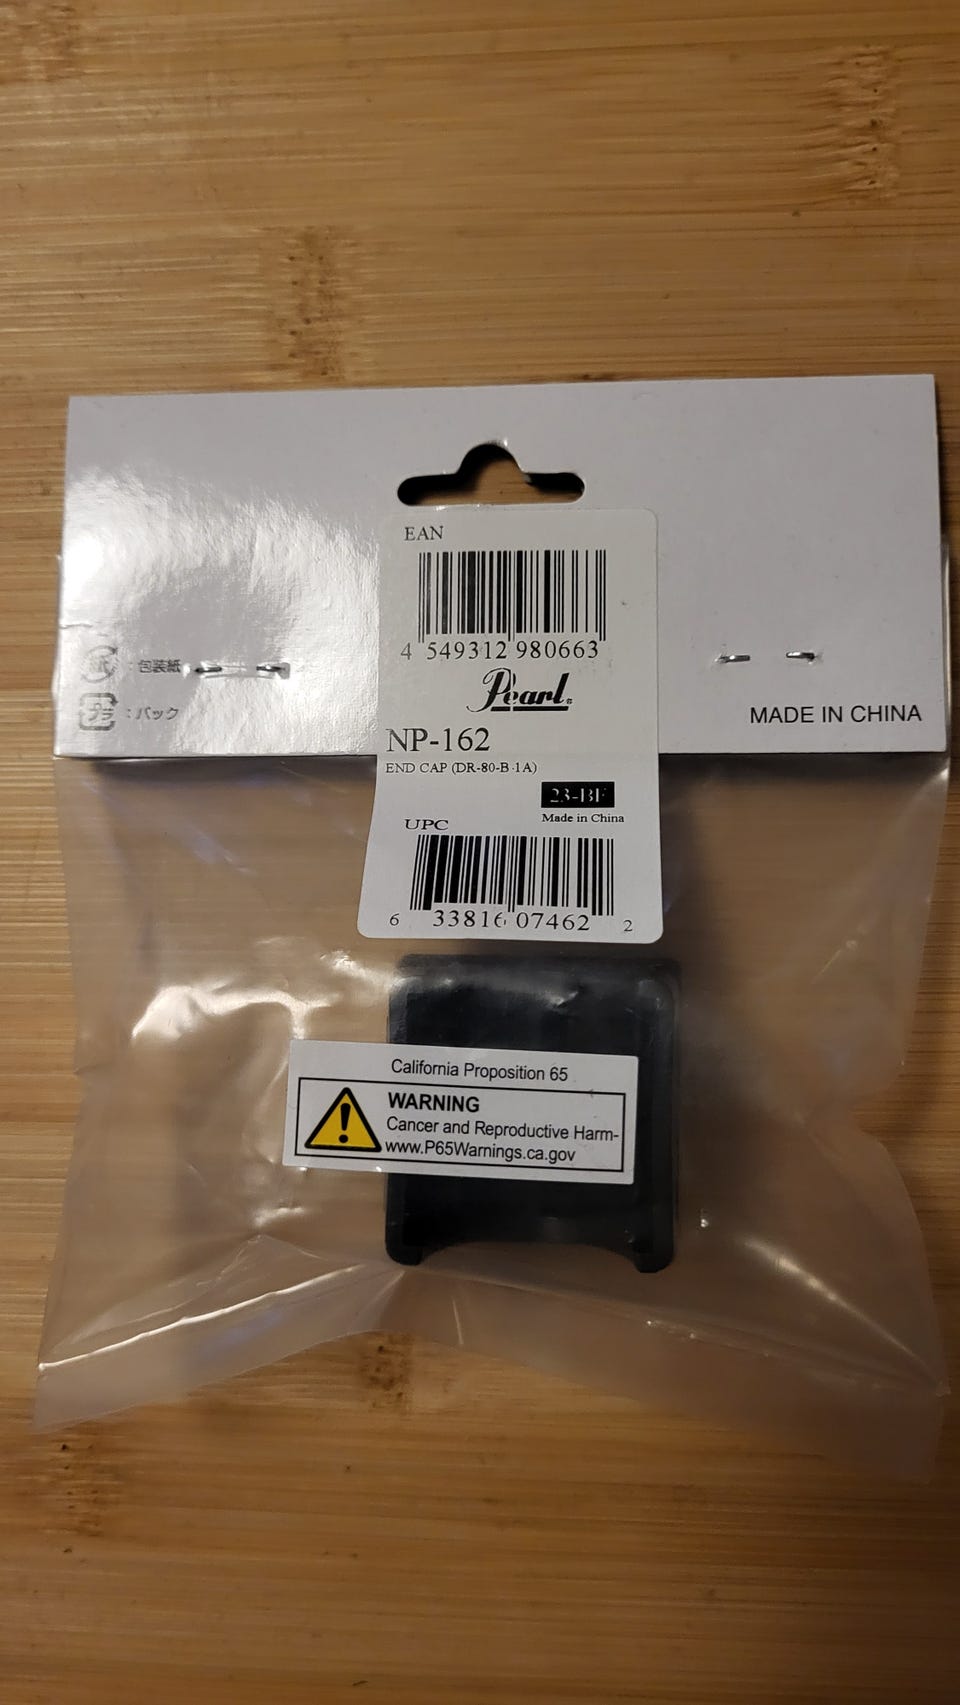 EAN
4 549312 980663
Pearl®
紙 : 包装紙
プラ : パック
MADE IN CHINA
NP-162
END CAP (DR-80-B-1A)
23-BF
Made in China
UPC
6 33816 07462 2
California Proposition 65
WARNING
Cancer and Reproductive Harm-
www.P65Warnings.ca.gov